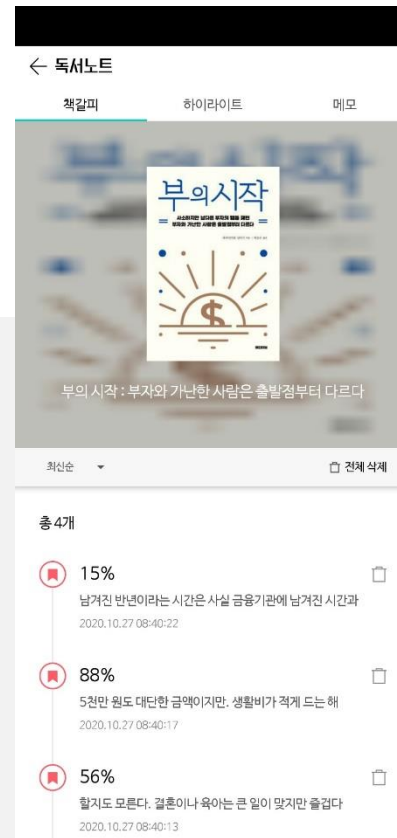 ← 독서노트
책갈피 하이라이트 메모
부의 시작
부의 시작 : 부자와 가난한 사람은 출발점부터 다르다
최신순 전체 삭제
총 4개
15%
남겨진 반년이라는 시간은 사실 금융기관에 남겨진 시간과
2020.10.27 08:40:22
88%
5천만 원도 대단한 금액이지만. 생활비가 적게 드는 해
2020.10.27 08:40:17
56%
할지도 모른다. 결혼이나 육아는 큰 일이 맞지만 즐겁다
2020.10.27 08:40:13